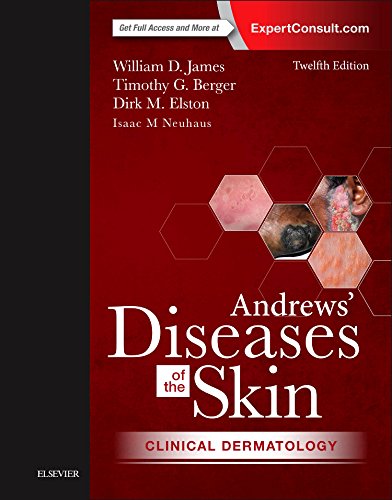 Get Full Access and More at
ExpertConsult.com
William D. James
Twelfth Edition
Timothy G. Berger
Dirk M. Elston
Isaac M Neuhaus
Andrews'
Diseases
of the
Skin
CLINICAL DERMATOLOGY
ELSEVIER